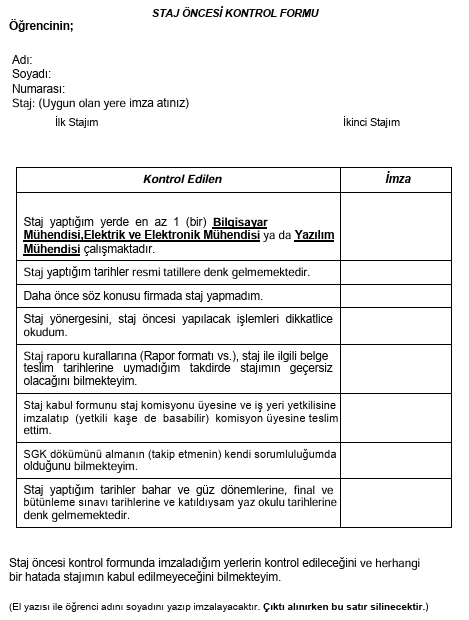 STAJ ÖNCESİ KONTROL FORMU
Öğrencinin;
Adı:
Soyadı:
Numarası:
Staj: (Uygun olan yere imza atınız)
İlk Stajım İkinci Stajım
Kontrol Edilen İmza
Staj yaptığım yerde en az 1 (bir) Bilgisayar
Mühendisi,Elektrik ve Elektronik Mühendisi ya da Yazılım
Mühendisi çalışmaktadır.
Staj yaptığım tarihler resmi tatillere denk gelmemektedir.
Daha önce söz konusu firmada staj yapmadım.
Staj yönergesini, staj öncesi yapılacak işlemleri dikkatlice
okudum.
Staj raporu kurallarına (Rapor formatı vs.), staj ile ilgili belge
teslim tarihlerine uymadığım takdirde stajımın geçersiz
olacağını bilmekteyim.
Staj kabul formunu staj komisyonu üyesine ve iş yeri yetkilisine
imzalatıp (yetkili kaşe de basabilir) komisyon üyesine teslim
ettim.
SGK dökümünü almanın (takip etmenin) kendi sorumluluğumda
olduğunu bilmekteyim.
Staj yaptığım tarihler bahar ve güz dönemlerine, final ve
bütünleme sınavı tarihlerine ve katıldıysam yaz okulu tarihlerine
denk gelmemektedir.
Staj öncesi kontrol formunda imzaladığım yerlerin kontrol edileceğini ve herhangi
bir hatada stajımın kabul edilmeyeceğini bilmekteyim.
(El yazısı ile öğrenci adını soyadını yazıp imzalayacaktır. Çıktı alınırken bu satır silinecektir.)